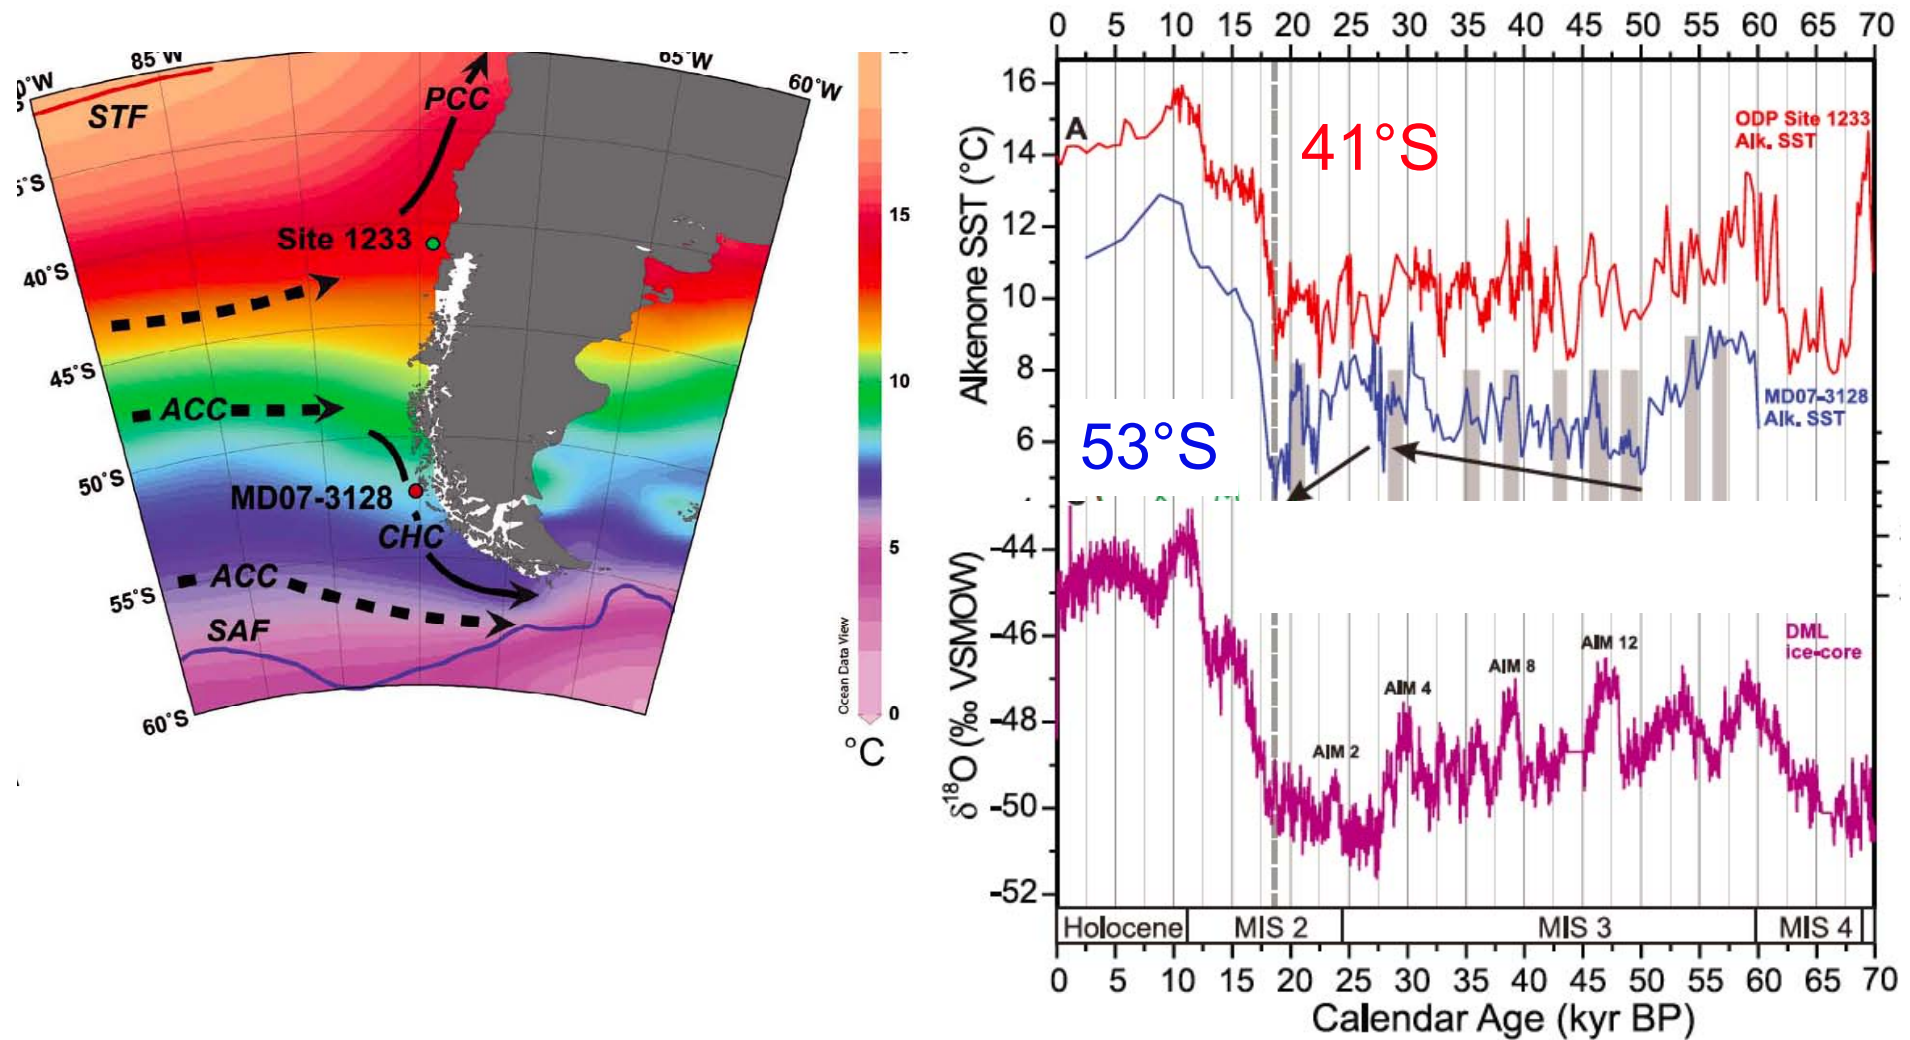 85˚W
65˚W
60˚W
STF
PCC
Site 1233
40˚S
45˚S
ACC
50˚S
MD07-3128
CHC
ACC
55˚S
SAF
60˚S
15
10
5
0
Ocean Data View
°C
0 5 10 15 20 25 30 35 40 45 50 55 60 65 70
A
16
14
12
10
8
6
Alkenone SST (°C)
41°S
ODP Site 1233
Alk. SST
53°S
MD07-3128
Alk. SST
-44
-46
-48
-50
-52
δ18O (‰ VSMOW)
DML
ice-core
AIM 2
AIM 4
AIM 8
AIM 12
Holocene MIS 2 MIS 3 MIS 4
0 5 10 15 20 25 30 35 40 45 50 55 60 65 70
Calendar Age (kyr BP)